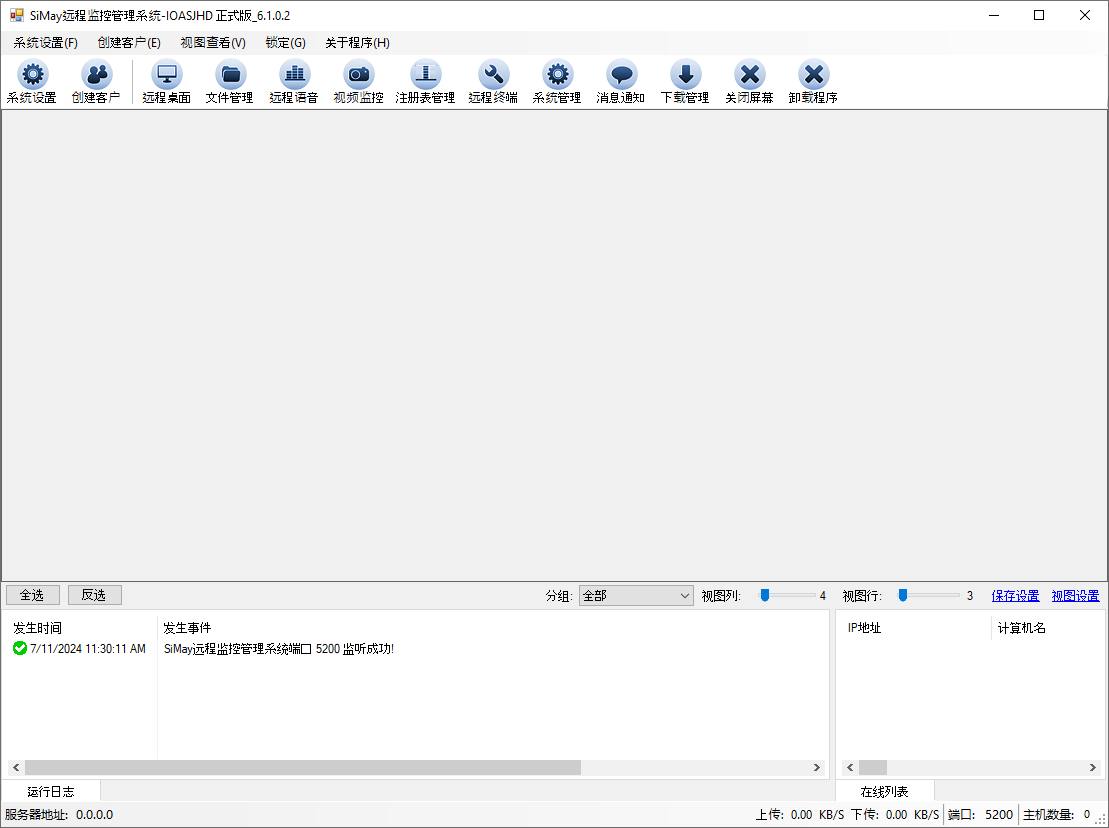 SiMay远程监控管理系统-IOASJHD 正式版_6.1.0.2
系统设置(F) 创建客户(E) 视图查看(V) 锁定(G) 关于程序(H)
系统设置 创建客户 远程桌面 文件管理 远程语音 视频监控 注册表管理 远程终端 系统管理 消息通知 下载管理 关闭屏幕 卸载程序
全选 反选 分组: 全部 视图列: 4 视图行: 3 保存设置 视图设置
发生时间 发生事件 IP地址 计算机名
7/11/2024 11:30:11 AM SiMay远程监控管理系统端口 5200 监听成功!
运行日志 在线列表
服务器地址: 0.0.0.0 上传: 0.00 KB/S 下传: 0.00 KB/S 端口: 5200 主机数量: 0